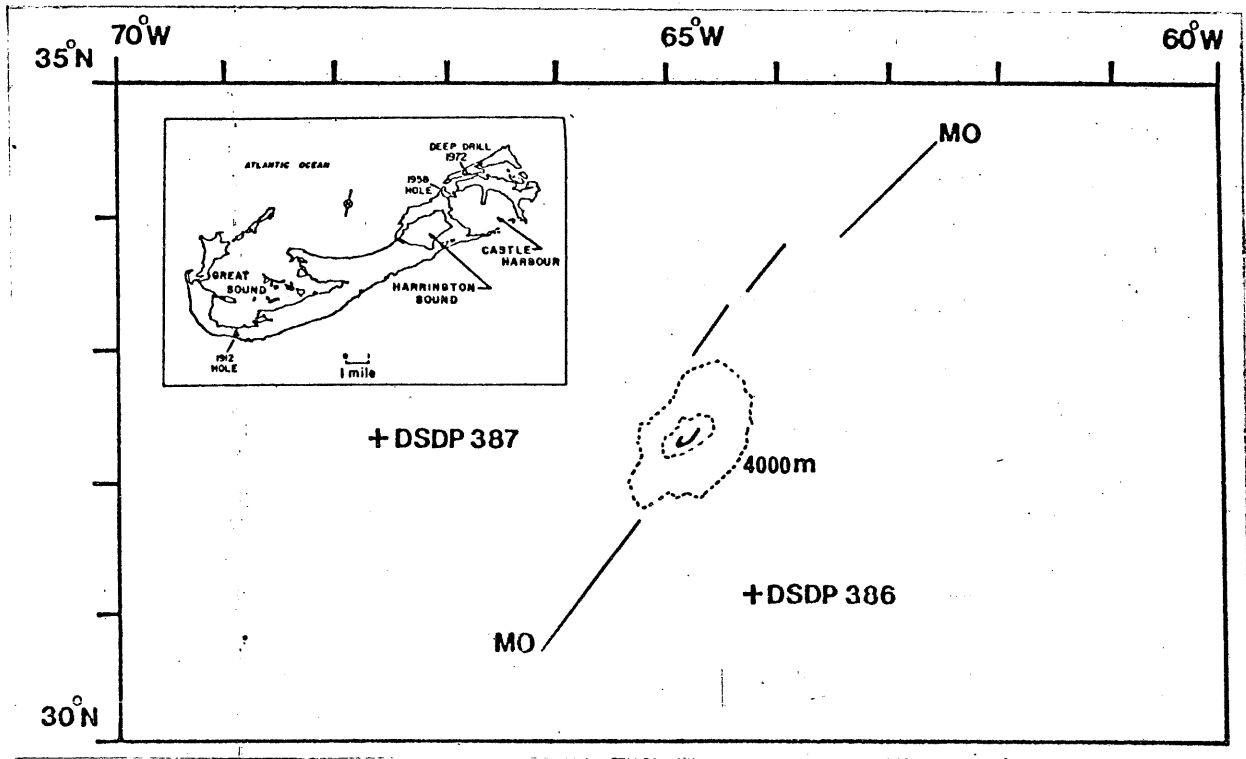 70°W
65°W
60°W
35°N
MO
DEEP DRILL
1972
ATLANTIC OCEAN
1958
HOLE
CASTLE
HARBOUR
GREAT
SOUND
HARRINGTON
SOUND
1912
HOLE
1 mile
+DSDP 387
4000m
+DSDP 386
MO
30°N